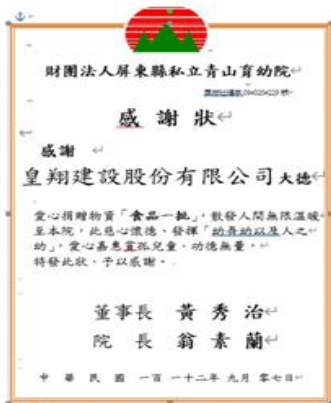 財團法人屏東縣私立青山育幼院
感 謝 狀
感謝
皇翔建設股份有限公司大德
愛心捐贈物資「食品一批」，散發人間無限溫暖
至本院，此慈心懷德、發揮「幼吾幼以及人之
幼」，愛心嘉惠貧孤兒童，功德無量，
特發此狀，予以感謝。
董事長 黃秀治
院 長 翁素蘭
中 華 民 國 一百 一十二年 九月 零七日